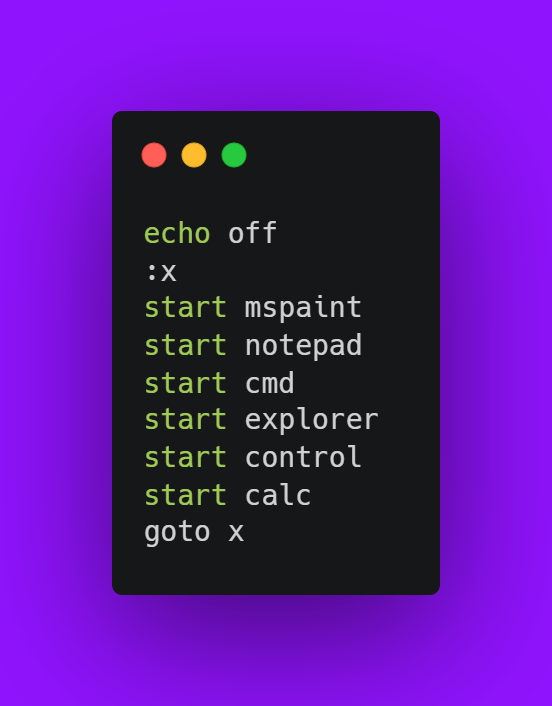 echo off
:x
start mspaint
start notepad
start cmd
start explorer
start control
start calc
goto x